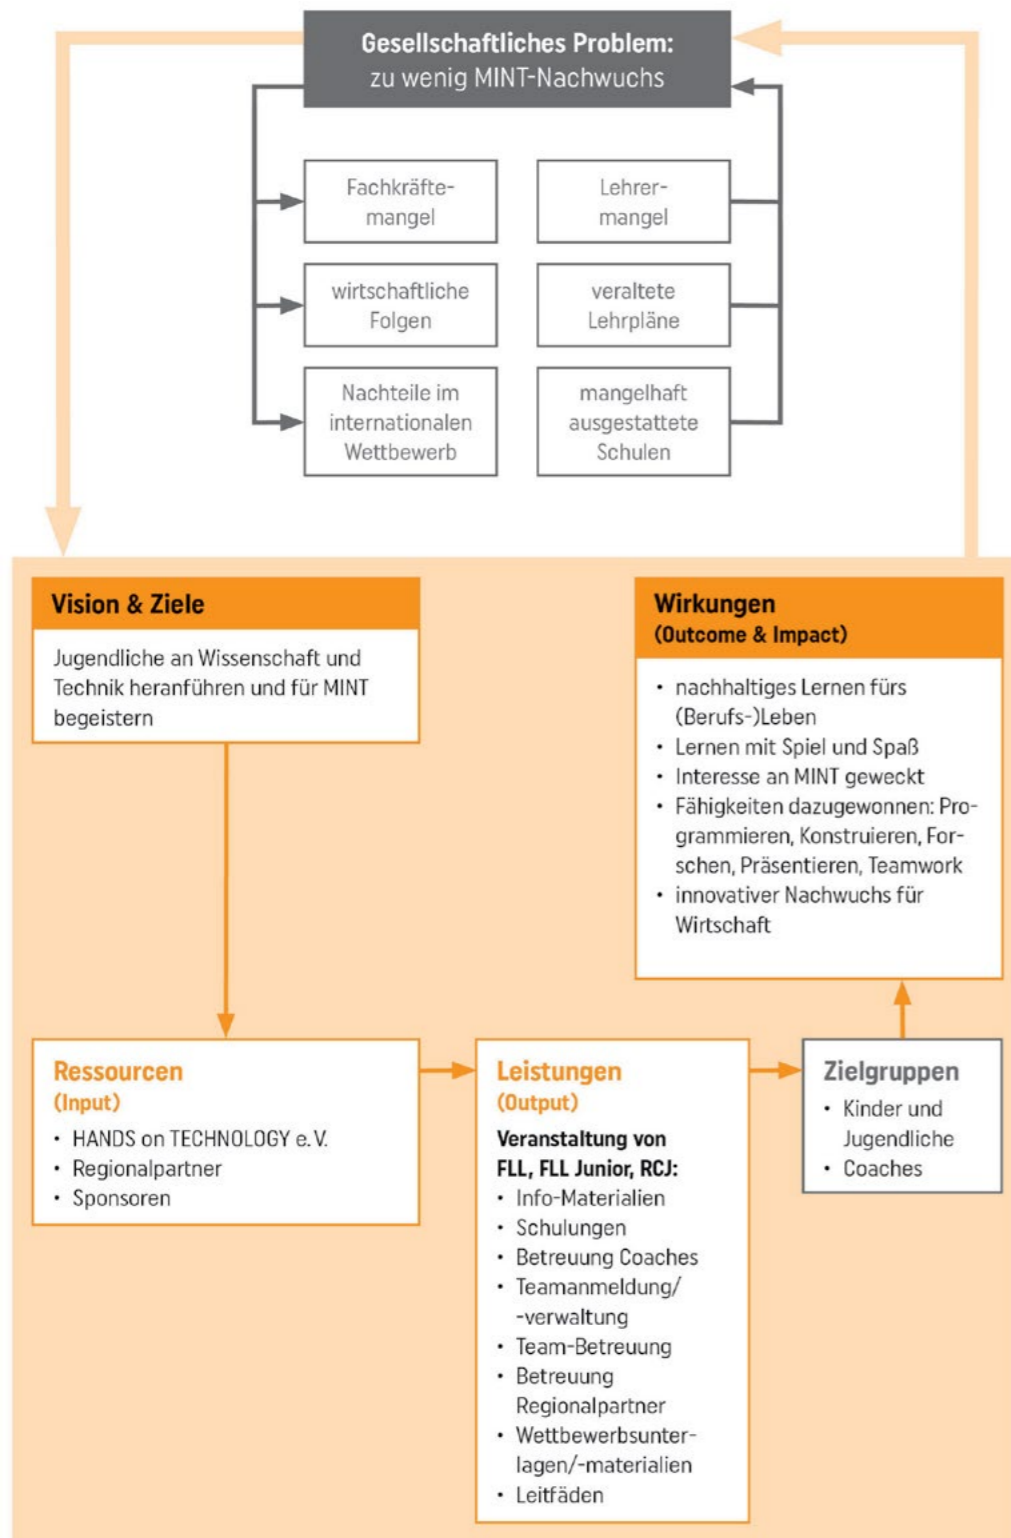 Gesellschaftliches Problem:
zu wenig MINT-Nachwuchs
Fachkräfte-
mangel
Lehrer-
mangel
wirtschaftliche
Folgen
veraltete
Lehrpläne
Nachteile im
internationalen
Wettbewerb
mangelhaft
ausgestattete
Schulen
Vision & Ziele
Jugendliche an Wissenschaft und
Technik heranführen und für MINT
begeistern
Wirkungen
(Outcome & Impact)
• nachhaltiges Lernen fürs
(Berufs-)Leben
• Lernen mit Spiel und Spaß
• Interesse an MINT geweckt
• Fähigkeiten dazugewonnen: Pro-
grammieren, Konstruieren, For-
schen, Präsentieren, Teamwork
• innovativer Nachwuchs für
Wirtschaft
Ressourcen
(Input)
• HANDS on TECHNOLOGY e. V.
• Regionalpartner
• Sponsoren
Leistungen
(Output)
Veranstaltung von
FLL, FLL Junior, RCJ:
• Info-Materialien
• Schulungen
• Betreuung Coaches
• Teamanmeldung/
-verwaltung
• Team-Betreuung
• Betreuung
Regionalpartner
• Wettbewerbsunter-
lagen/-materialien
• Leitfäden
Zielgruppen
• Kinder und
Jugendliche
• Coaches